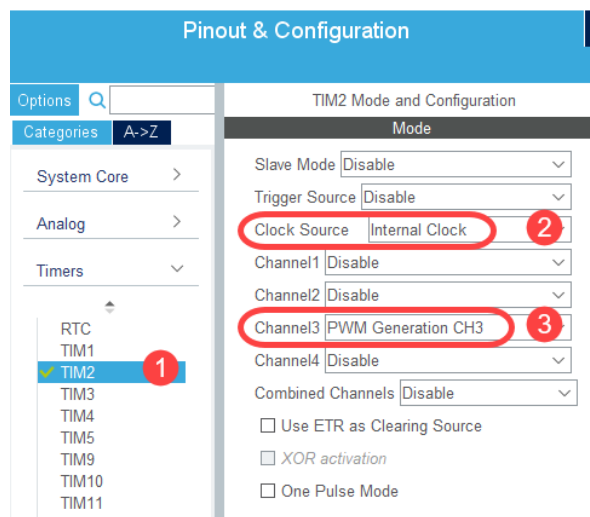 Pinout & Configuration
Options
Categories A->Z
System Core
Analog
Timers
RTC
TIM1
TIM2 1
TIM3
TIM4
TIM5
TIM9
TIM10
TIM11
TIM2 Mode and Configuration
Mode
Slave Mode Disable
Trigger Source Disable
Clock Source Internal Clock 2
Channel1 Disable
Channel2 Disable
Channel3 PWM Generation CH3 3
Channel4 Disable
Combined Channels Disable
Use ETR as Clearing Source
XOR activation
One Pulse Mode